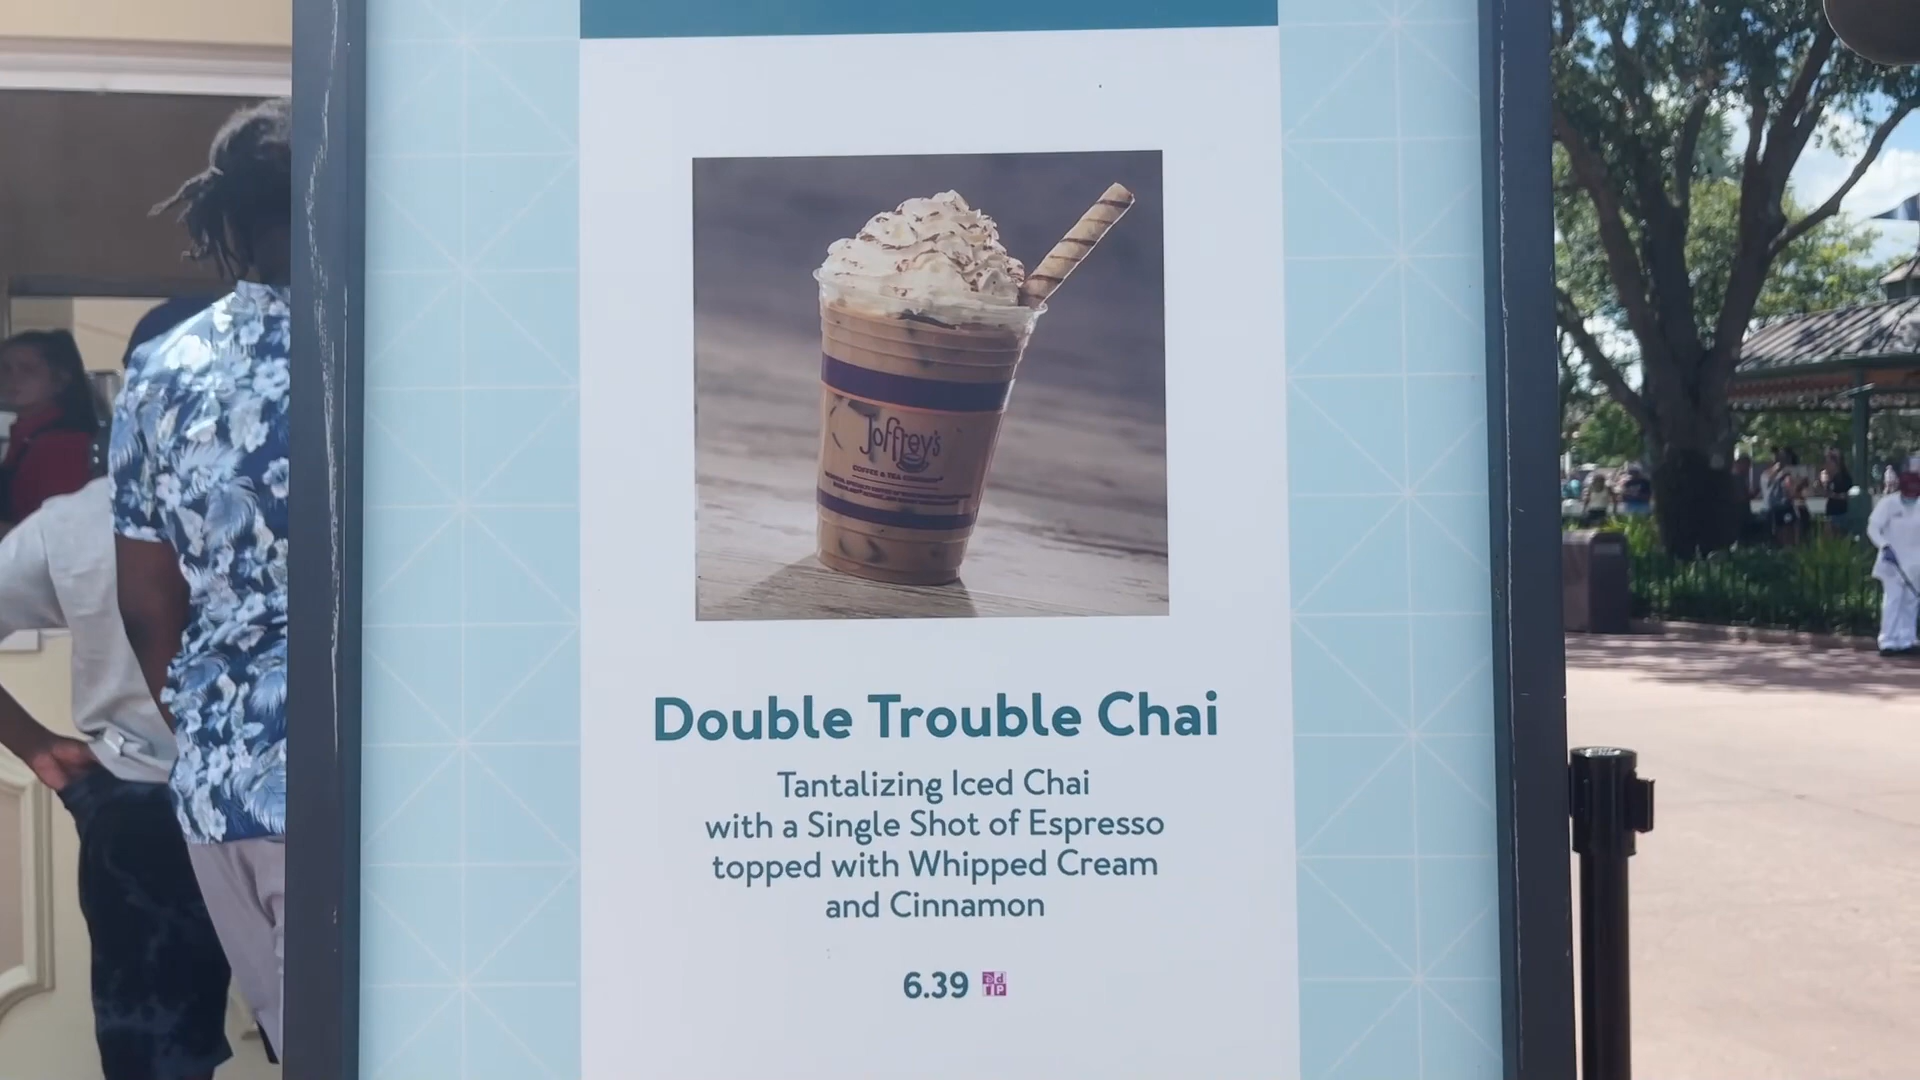 Joffrey's
COFFEE & TEA COMPANY
Double Trouble Chai
Tantalizing Iced Chai
with a Single Shot of Espresso
topped with Whipped Cream
and Cinnamon
6.39